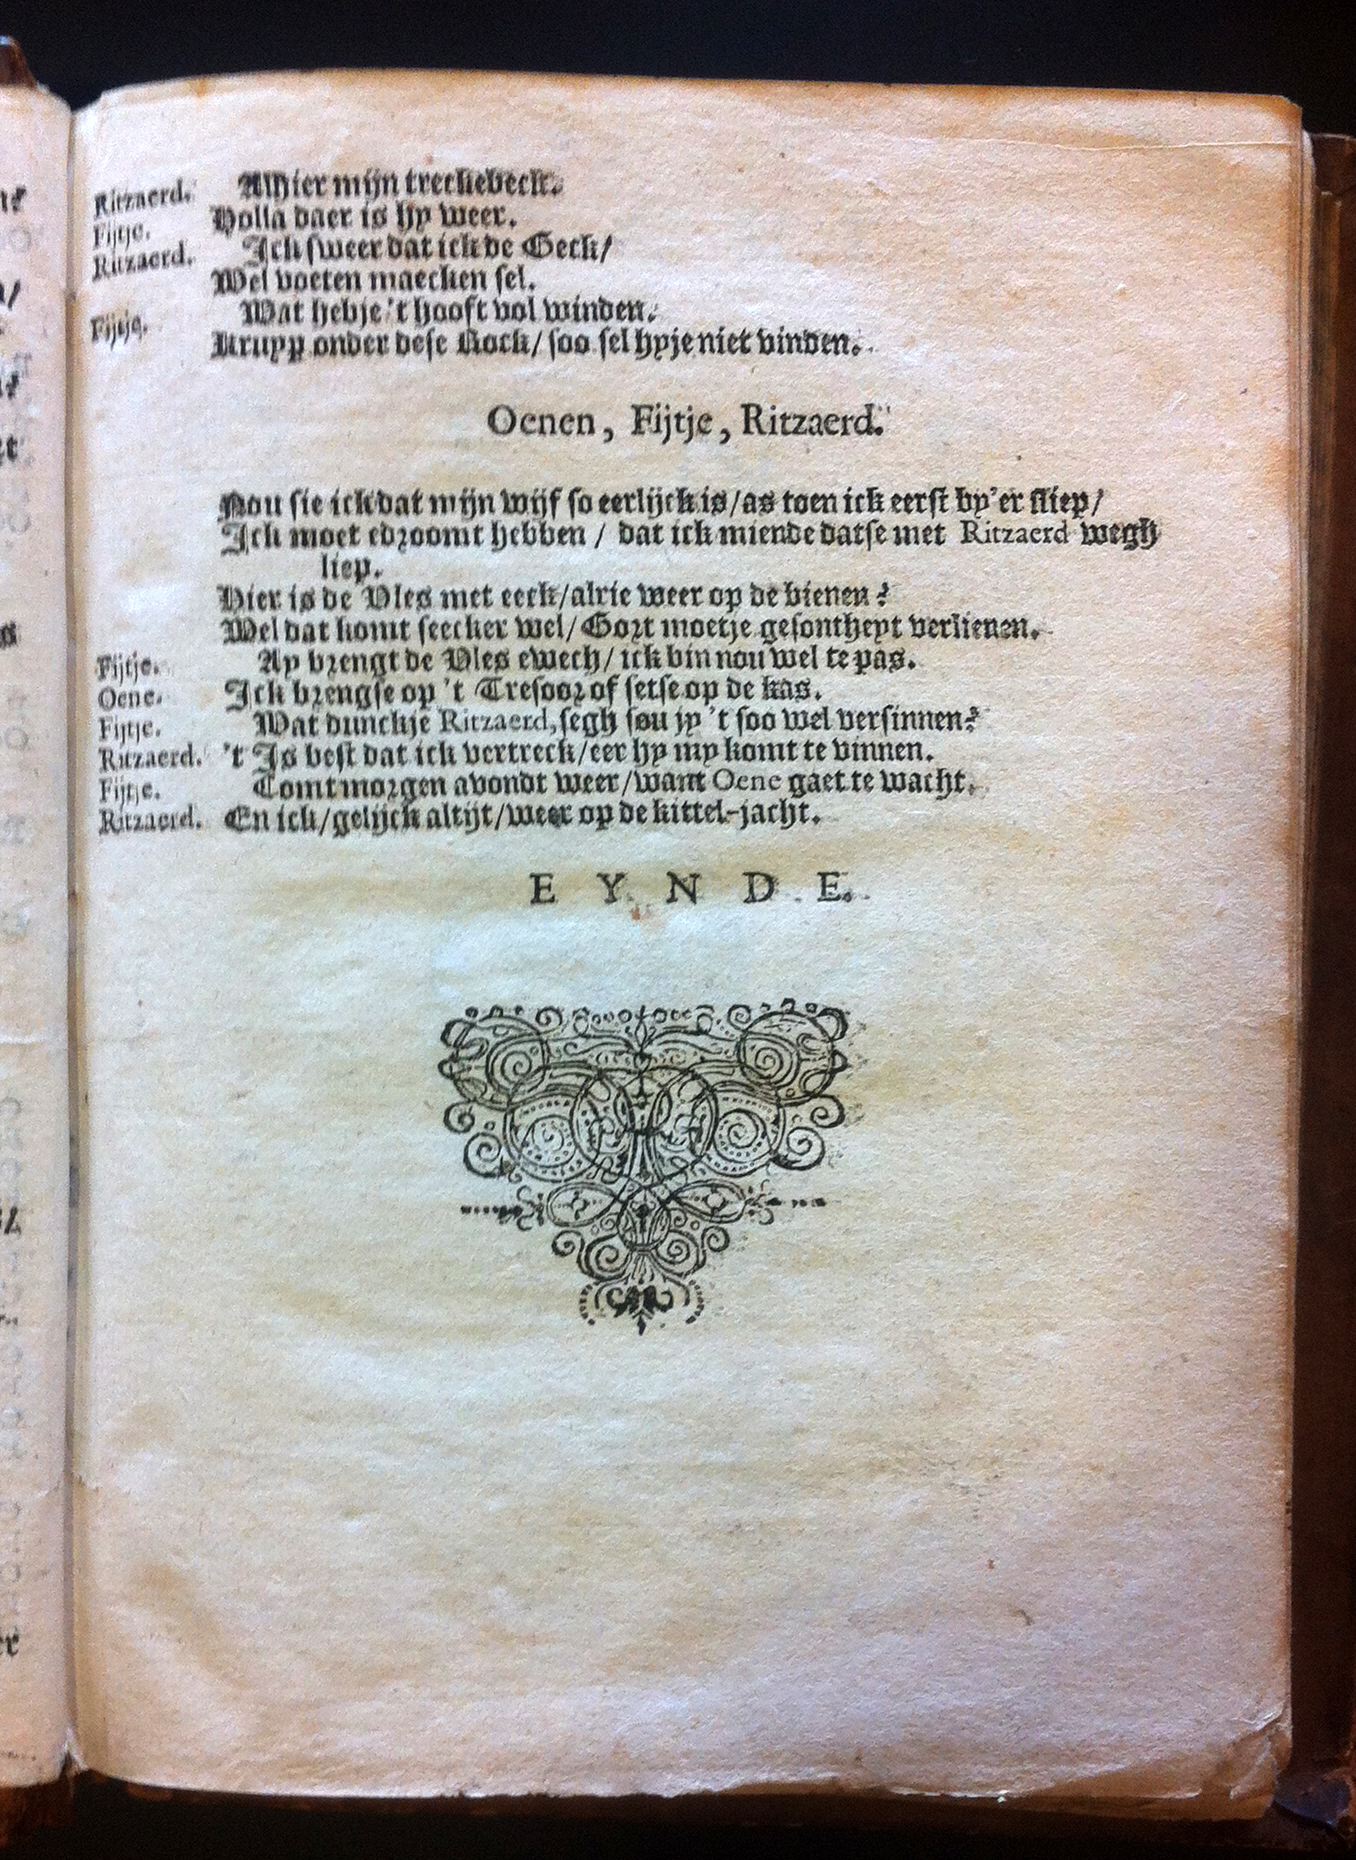 Ritzaerd. Alhier mijn treckebeck.
Fijtje. Holla daer is hy weer.
Ritzaerd. Ick sweer dat ick de Geck/
Wel voeten maecken sel.
Wat hebje 't hooft vol winden.
Fijtje. Kruyp onder dese Rock/ soo sel hyje niet vinden.
Oenen, Fijtje, Ritzaerd.
Nou sie ick dat mijn wijf so eerlijck is/as toen ick eerst by'er sliep/
Ick moet edroomt hebben / dat ick miende datse met Ritzaerd wegh
liep.
Hier is de Vles met eeck/alrie weer op de bienen?
Wel dat komt seecker wel/ Gort moetje gesontheyt verlienen.
Fijtje. Ay brengt de Vles ewech/ ick bin nou wel te pas.
Oene. Ick brengse op 't Tresoor of setse op de kas.
Fijtje. Wat dunckje Ritzaerd, segh sou jy 't soo wel versinnen?
Ritzaerd. 't Is best dat ick vertreck/eer hy my komt te vinnen.
Fijtje. Comt morgen avondt weer/want Oene gaet te wacht.
Ritzaerd. En ick/gelijck altijt/weer op de kittel-jacht.
EYNDE.